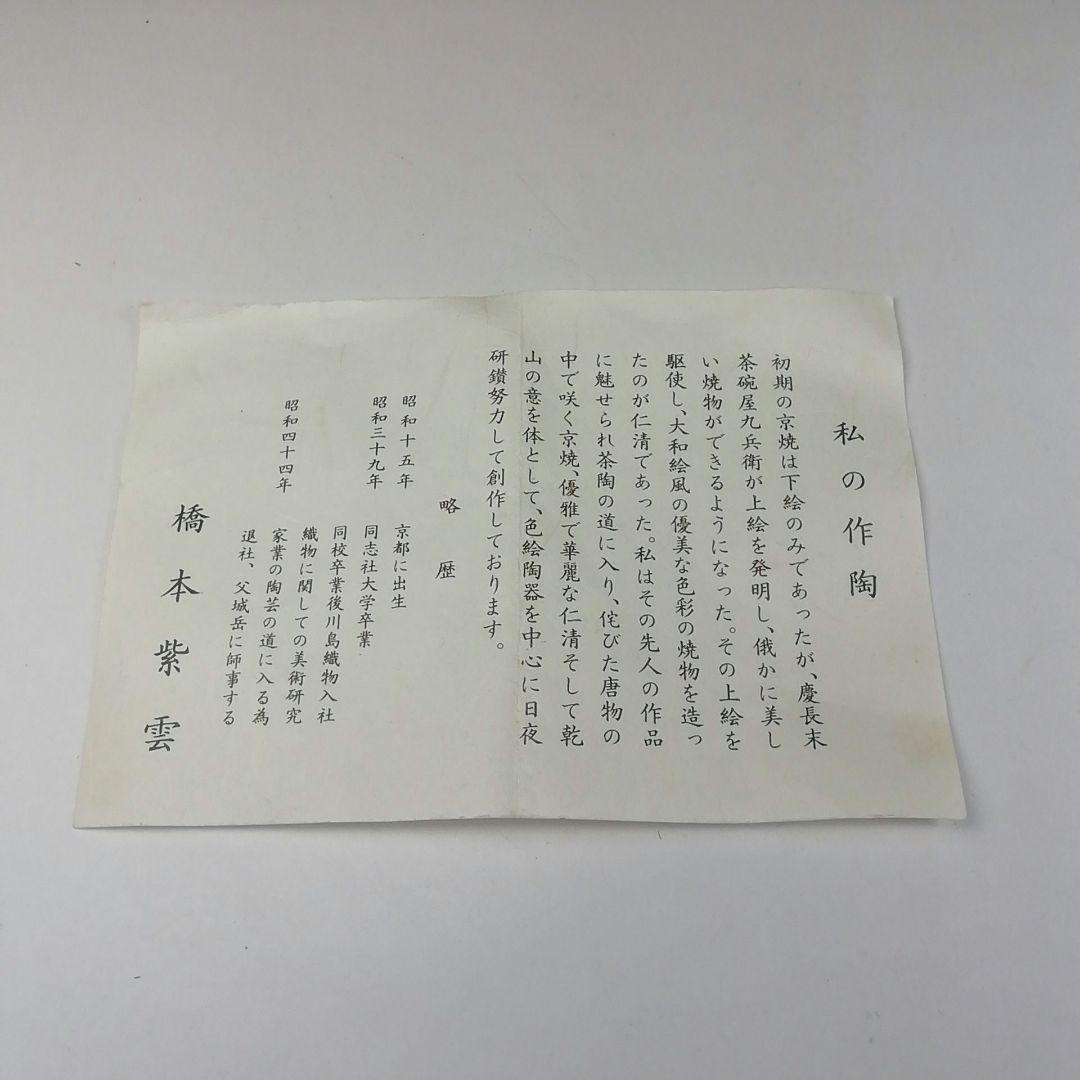 私の作陶
初期の京焼は下絵のみであったが、慶長末
茶碗屋九兵衛が上絵を発明し、俄かに美し
い焼物ができるようになった。その上絵を
駆使し、大和絵風の優美な色彩の焼物を造っ
たのが仁清であった。私はその先人の作品
に魅せられ茶陶の道に入り、侘びた唐物の
中で咲く京焼、優雅で華麗な仁清そして乾
山の意を体として、色絵陶器を中心に日夜
研鑽努力して創作しております。
略歴
昭和十五年 京都に出生
昭和三十九年 同志社大学卒業
同校卒業後川島織物入社
織物に関しての美術研究
昭和四十四年 家業の陶芸の道に入る為
退社、父城岳に師事する
橋本紫雲